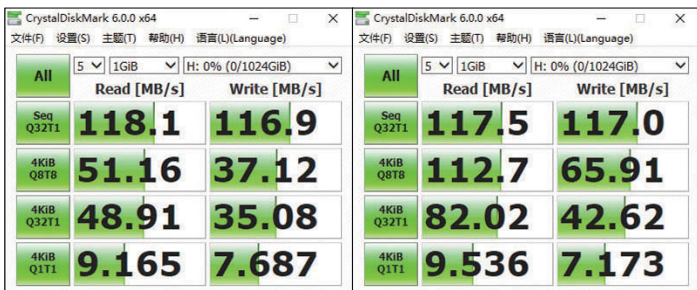 CrystalDiskMark 6.0.0 x64
文件(F) 设置(S) 主题(T) 帮助(H) 语言(L)(Language)
All 5 1GiB H: 0% (0/1024GiB)
Read [MB/s] Write [MB/s]
Seq Q32T1 118.1 116.9
4KiB Q8T8 51.16 37.12
4KiB Q32T1 48.91 35.08
4KiB Q1T1 9.165 7.687
CrystalDiskMark 6.0.0 x64
文件(F) 设置(S) 主题(T) 帮助(H) 语言(L)(Language)
All 5 1GiB H: 0% (0/1024GiB)
Read [MB/s] Write [MB/s]
Seq Q32T1 117.5 117.0
4KiB Q8T8 112.7 65.91
4KiB Q32T1 82.02 42.62
4KiB Q1T1 9.536 7.173